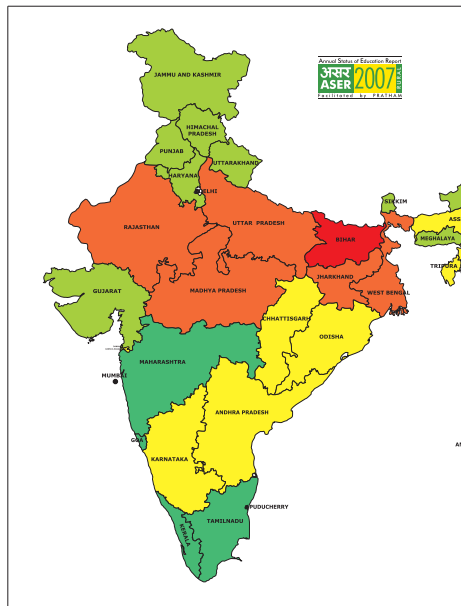 Annual Status of Education Report
असर
ASER
2007
RURAL
Facilitated by PRATHAM
JAMMU AND KASHMIR
HIMACHAL
PRADESH
PUNJAB
UTTARAKHAND
HARYANA
DELHI
SIKKIM
ASS
RAJASTHAN
UTTAR PRADESH
BIHAR
MEGHALAYA
TRIPURA
GUJARAT
MADHYA PRADESH
JHARKHAND
WEST BENGAL
CHHATTISGARH
ODISHA
MAHARASHTRA
MUMBAI
ANDHRA PRADESH
GOA
KARNATAKA
AN
PUDUCHERRY
TAMILNADU
KERALA